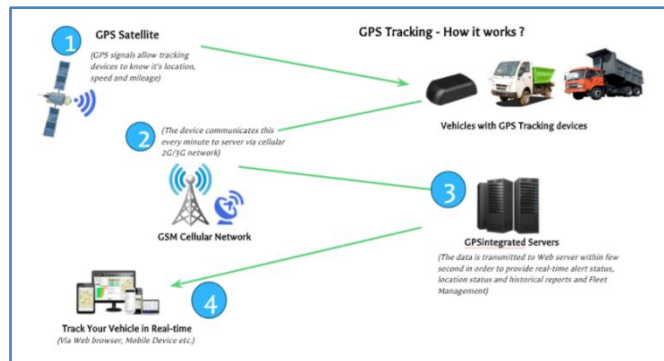 GPS Tracking - How it works ?
1
GPS Satellite
(GPS signals allow tracking
devices to know it's location,
speed and mileage)
Vehicles with GPS Tracking devices
2
(The device communicates this
every minute to server via cellular
2G/3G network)
GSM Cellular Network
3
GPSintegrated Servers
(The data is transmitted to Web server within few
second in order to provide real-time alert status,
location status and historical reports and Fleet
Management)
4
Track Your Vehicle in Real-time
(Via Web browser, Mobile Device etc.)